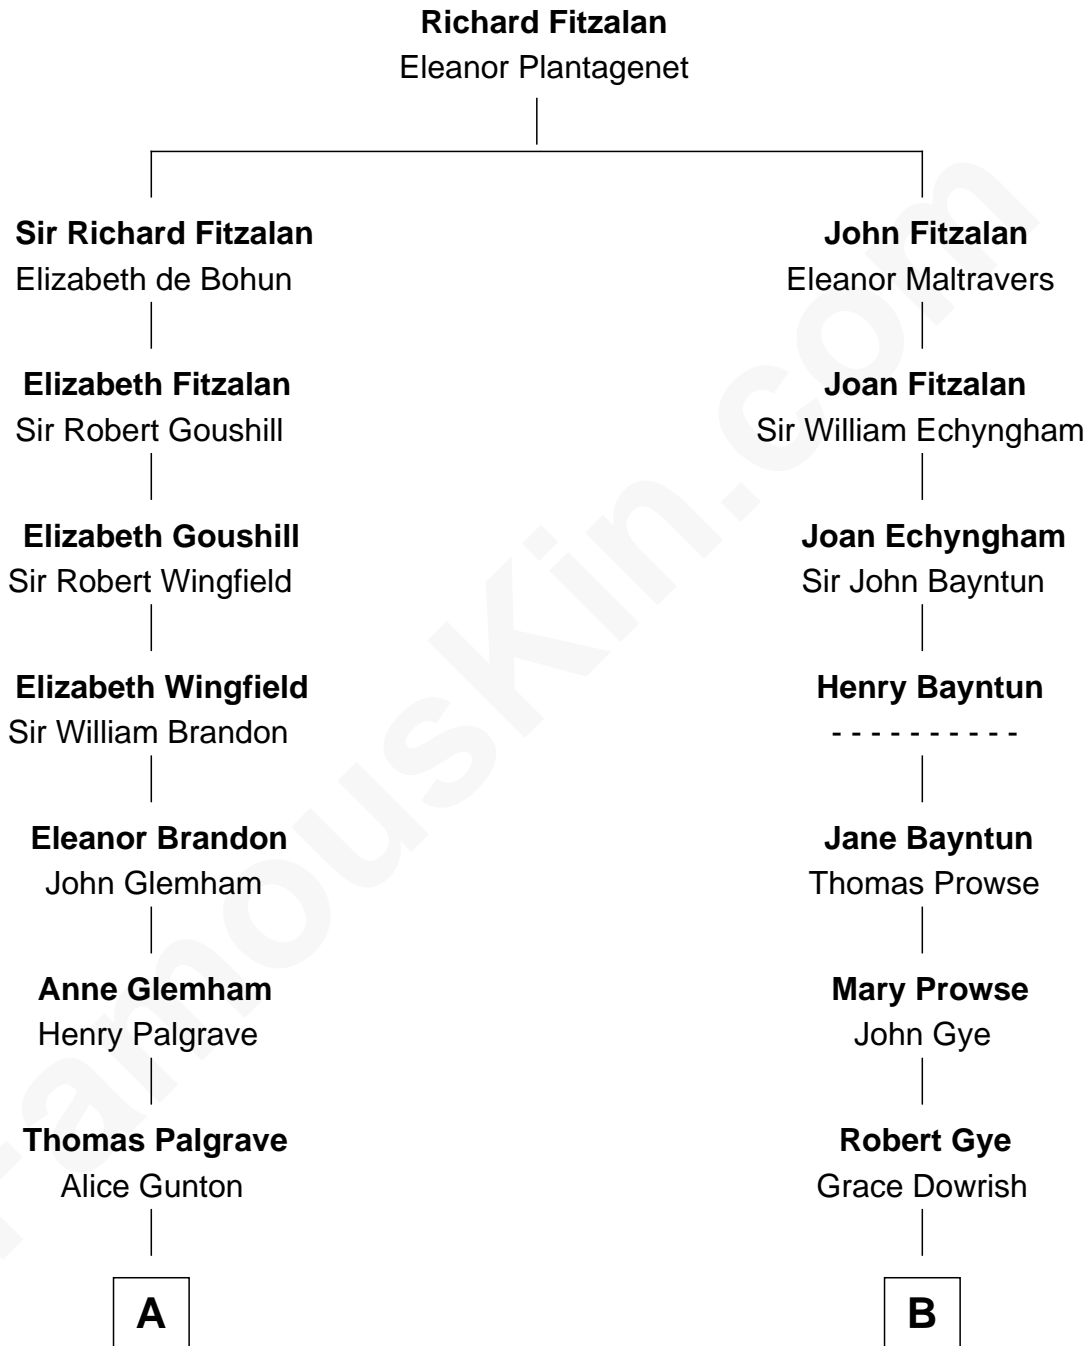 Richard Fitzalan
Eleanor Plantagenet
Sir Richard Fitzalan
Elizabeth de Bohun
Elizabeth Fitzalan
Sir Robert Goushill
Elizabeth Goushill
Sir Robert Wingfield
Elizabeth Wingfield
Sir William Brandon
Eleanor Brandon
John Glemham
Anne Glemham
Henry Palgrave
Thomas Palgrave
Alice Gunton
A
John Fitzalan
Eleanor Maltravers
Joan Fitzalan
Sir William Echyngham
Joan Echyngham
Sir John Bayntun
Henry Bayntun
- - - - - - - - - -
Jane Bayntun
Thomas Prowse
Mary Prowse
John Gye
Robert Gye
Grace Dowrish
B
FamousKin.com